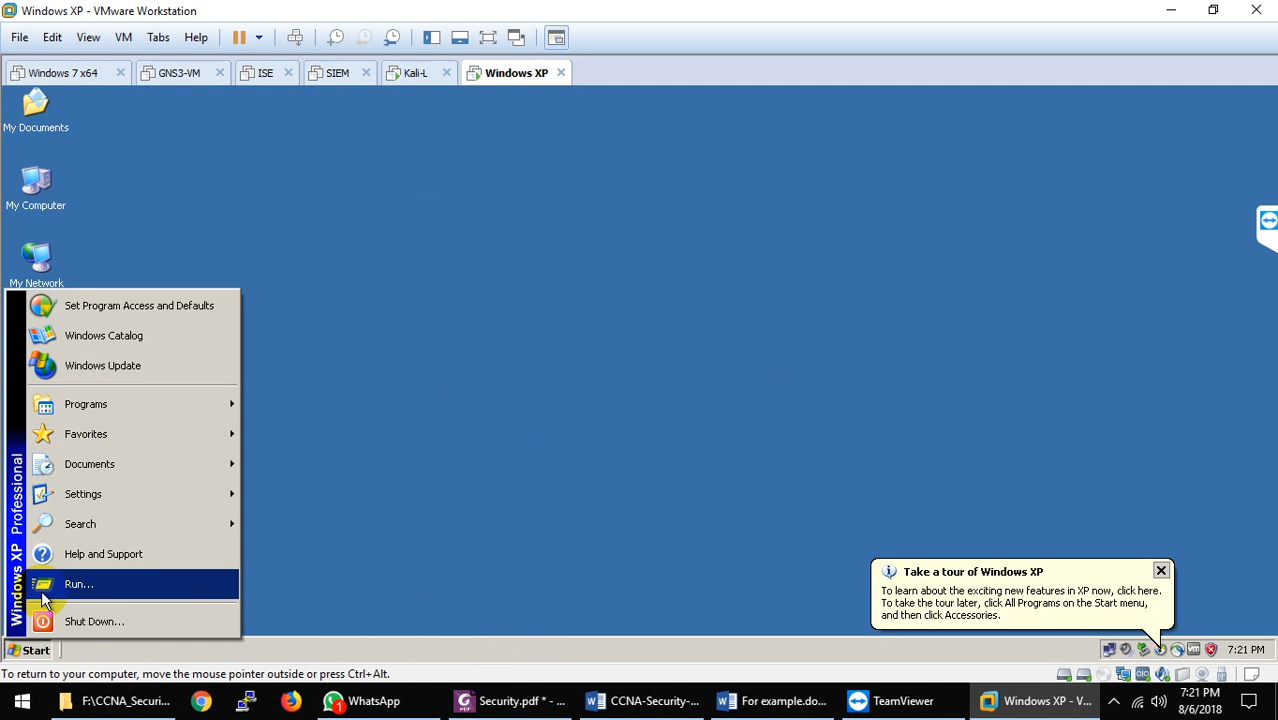 Windows XP - VMware Workstation
File Edit View VM Tabs Help
Windows 7 x64 GNS3-VM ISE SIEM Kali-L Windows XP
My Documents
My Computer
My Network
Set Program Access and Defaults
Windows Catalog
Windows Update
Programs
Favorites
Documents
Settings
Search
Help and Support
Run...
Shut Down...
Windows XP Professional
Take a tour of Windows XP
To learn about the exciting new features in XP now, click here.
To take the tour later, click All Programs on the Start menu,
and then click Accessories.
Start 7:21 PM
To return to your computer, move the mouse pointer outside or press Ctrl+Alt.
F:\CCNA_Securi... WhatsApp Security.pdf * - ... CCNA-Security-... For example.do... TeamViewer Windows XP - V... 7:21 PM
8/6/2018